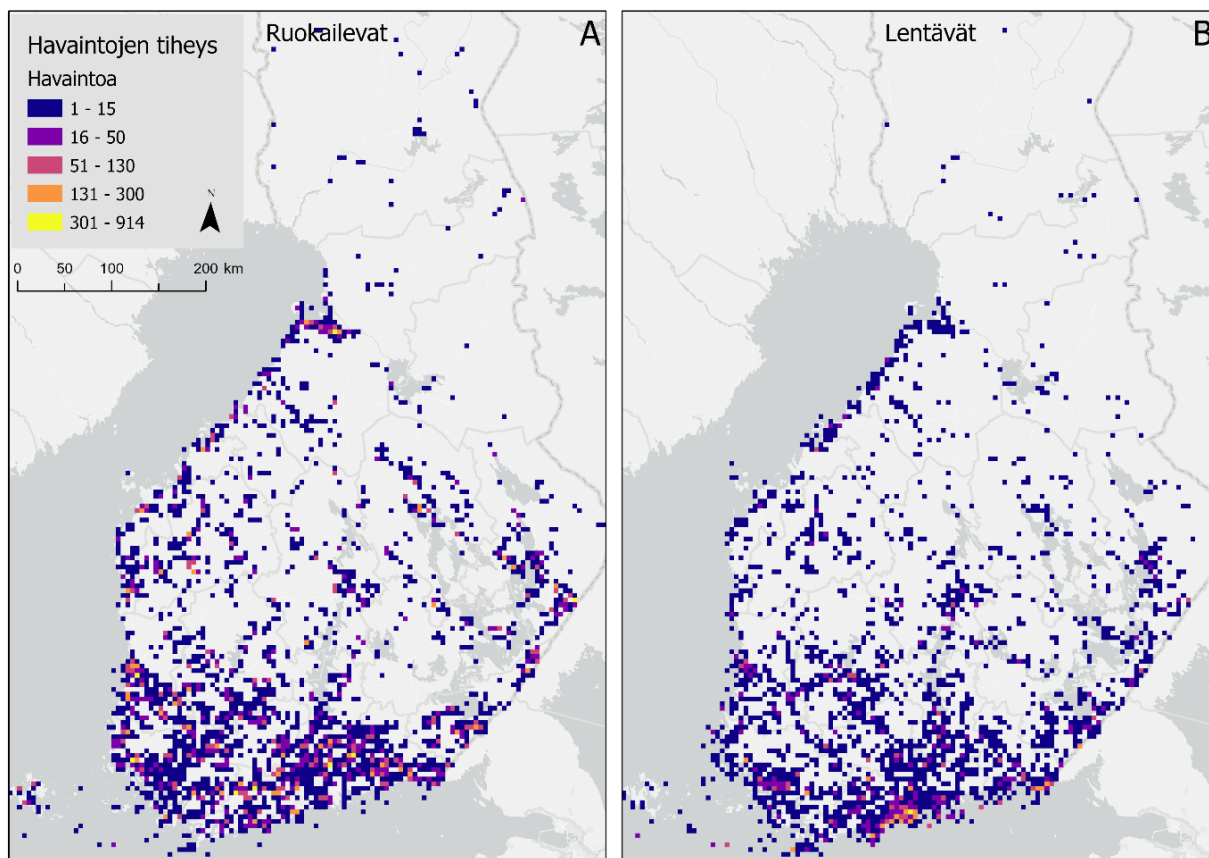 Havaintojen tiheys
Havaintoa
1 - 15
16 - 50
51 - 130
131 - 300
301 - 914
N
0 50 100 200 km
Ruokailevat
A
Lentävät
B